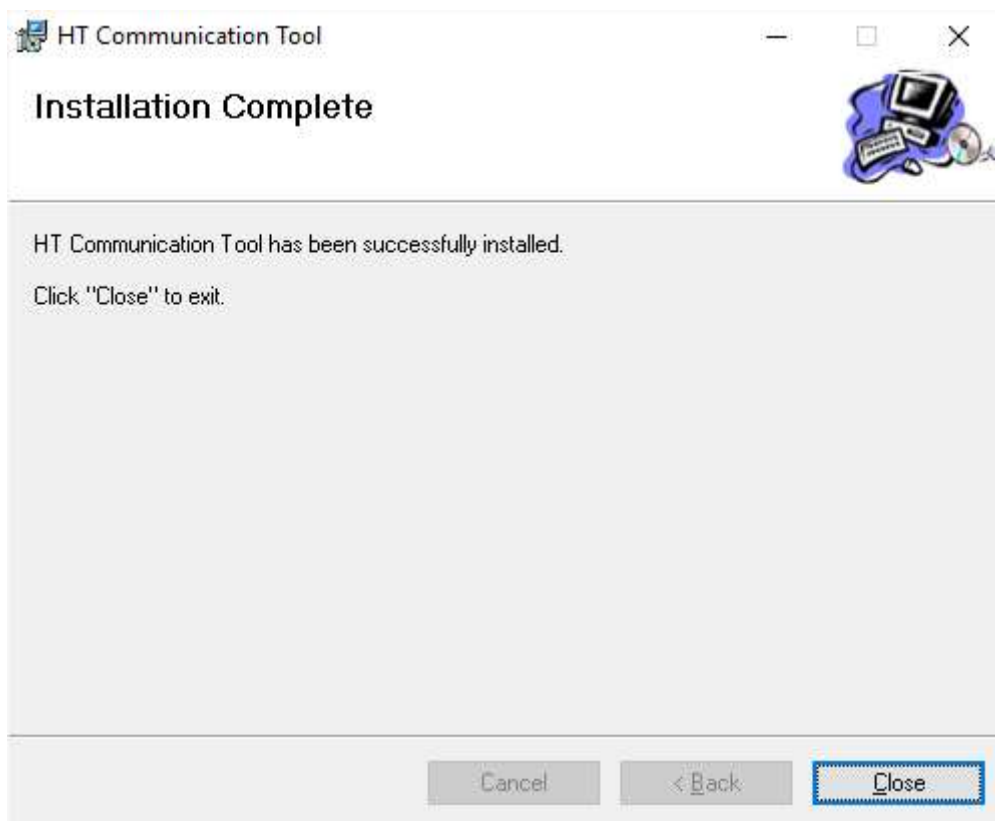 HT Communication Tool
Installation Complete
HT Communication Tool has been successfully installed.
Click "Close" to exit.
Cancel
< Back
Close